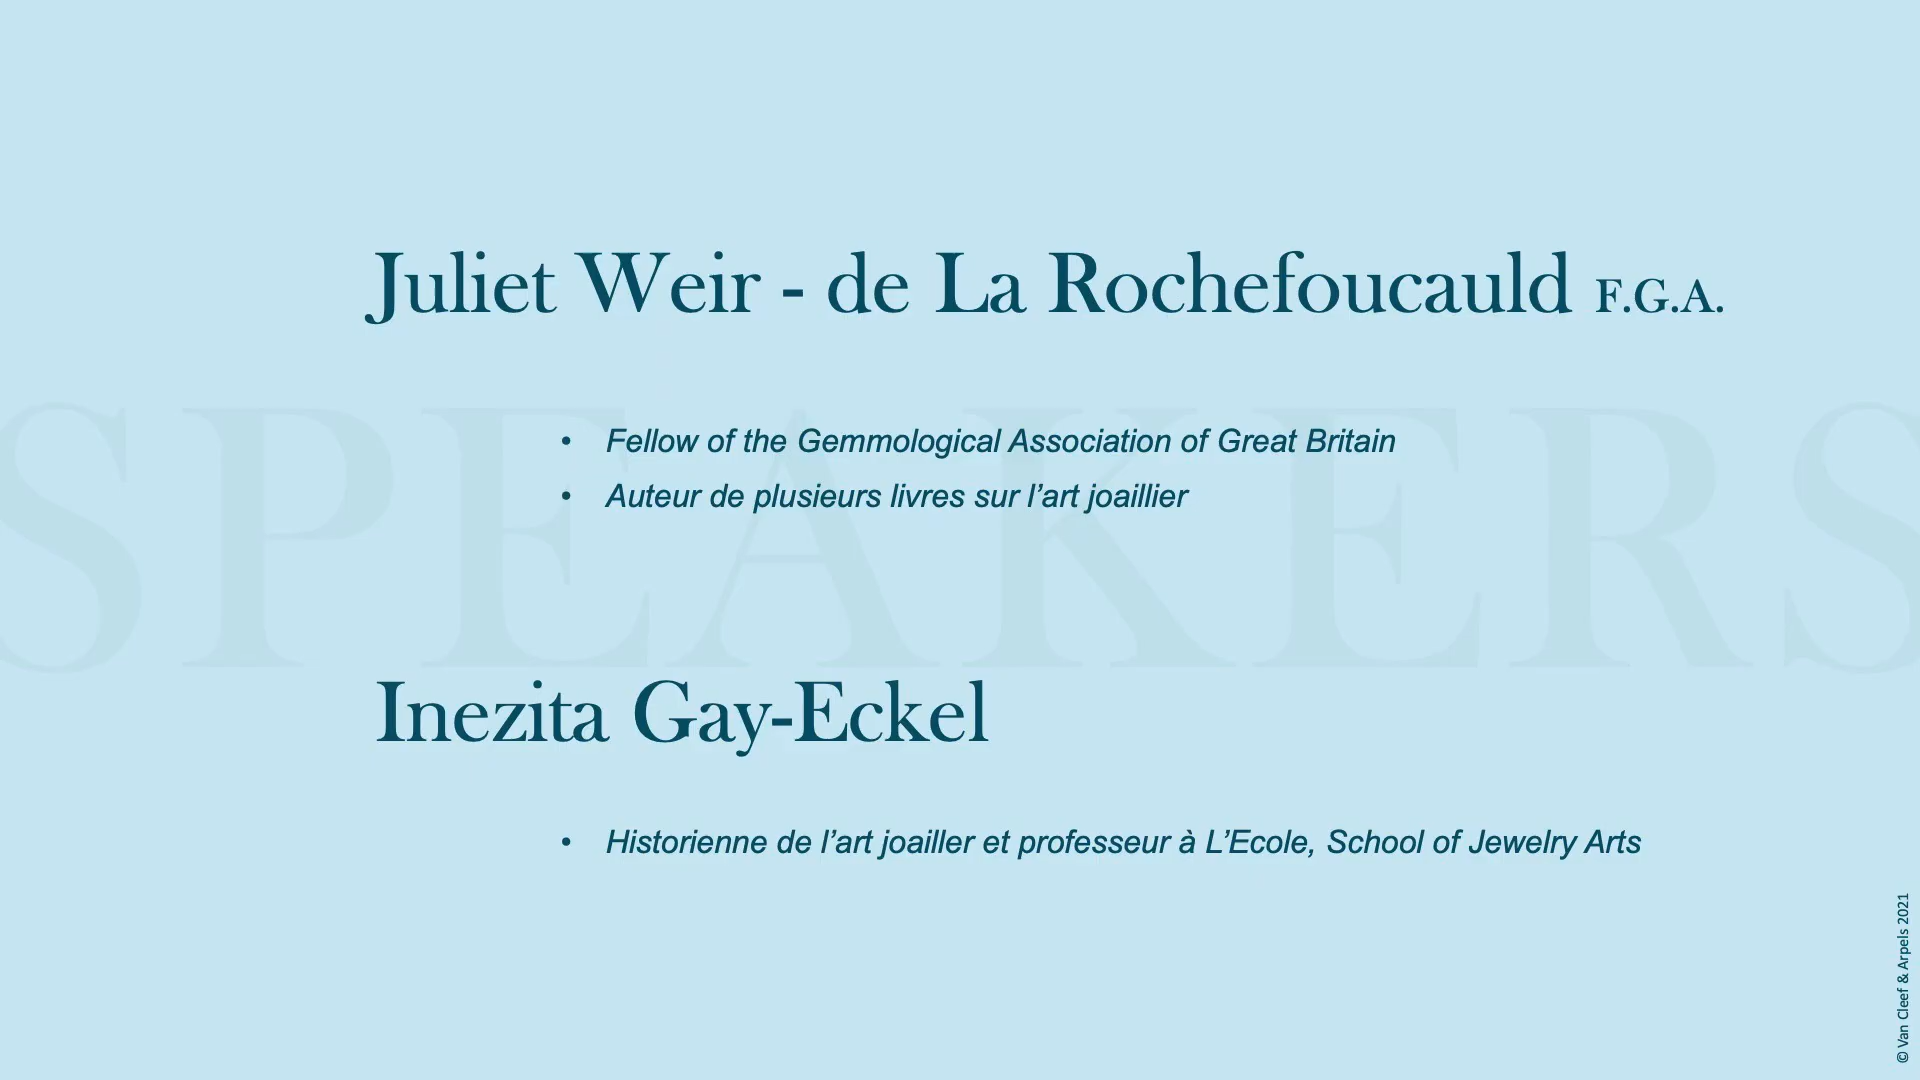 Juliet Weir - de La Rochefoucauld F.G.A.
SPEAKERS
• Fellow of the Gemmological Association of Great Britain
• Auteur de plusieurs livres sur l’art joaillier
Inezita Gay-Eckel
• Historienne de l’art joailler et professeur à L’Ecole, School of Jewelry Arts
© Van Cleef & Arpels 2021